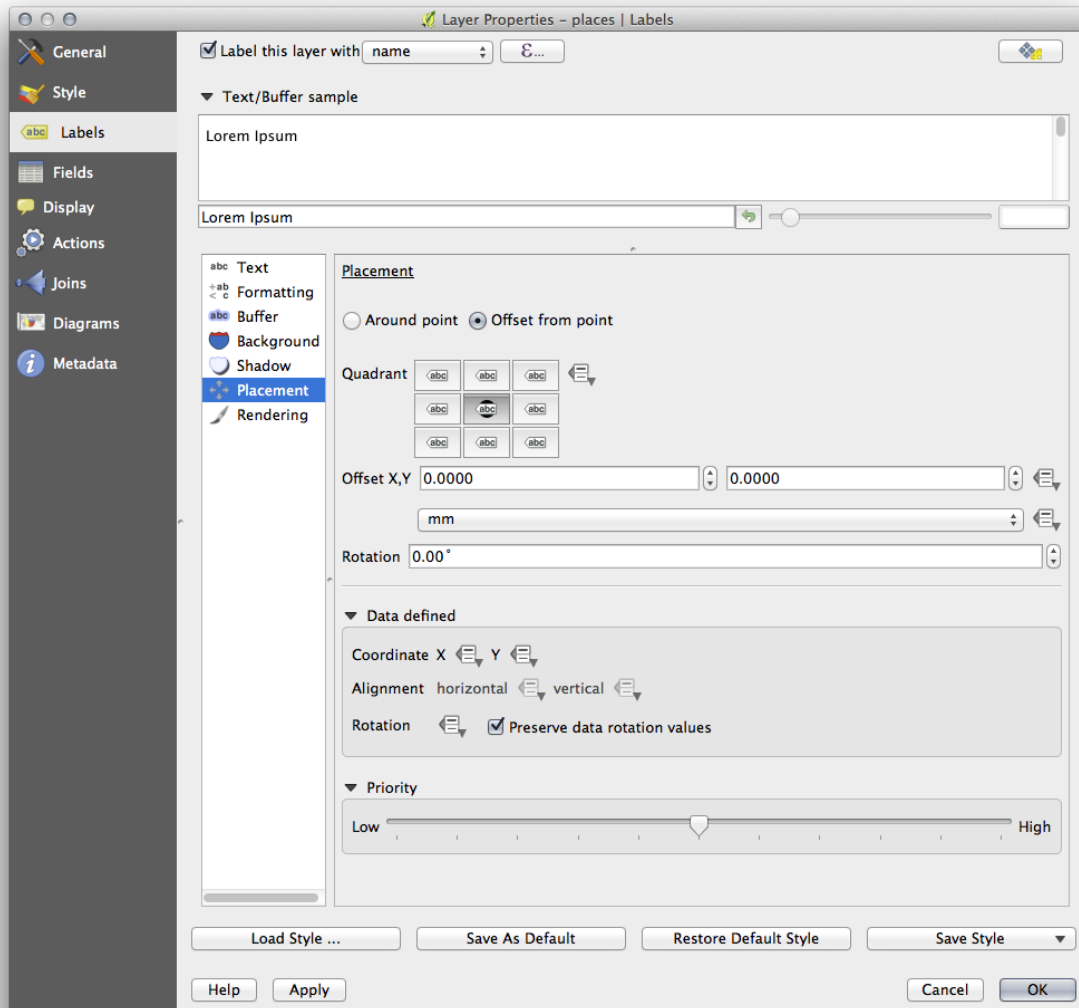 Layer Properties – places | Labels
General
Style
abc Labels
Fields
Display
Actions
Joins
Diagrams
Metadata
Label this layer with name ε...
Text/Buffer sample
Lorem Ipsum
Lorem Ipsum
abc Text
+ab < c Formatting
abc Buffer
Background
Shadow
Placement
Rendering
Placement
Around point Offset from point
Quadrant abc abc abc
abc abc abc
abc abc abc
Offset X,Y 0.0000 0.0000
mm
Rotation 0.00°
Data defined
Coordinate X Y
Alignment horizontal vertical
Rotation Preserve data rotation values
Priority
Low High
Load Style ... Save As Default Restore Default Style Save Style
Help Apply Cancel OK